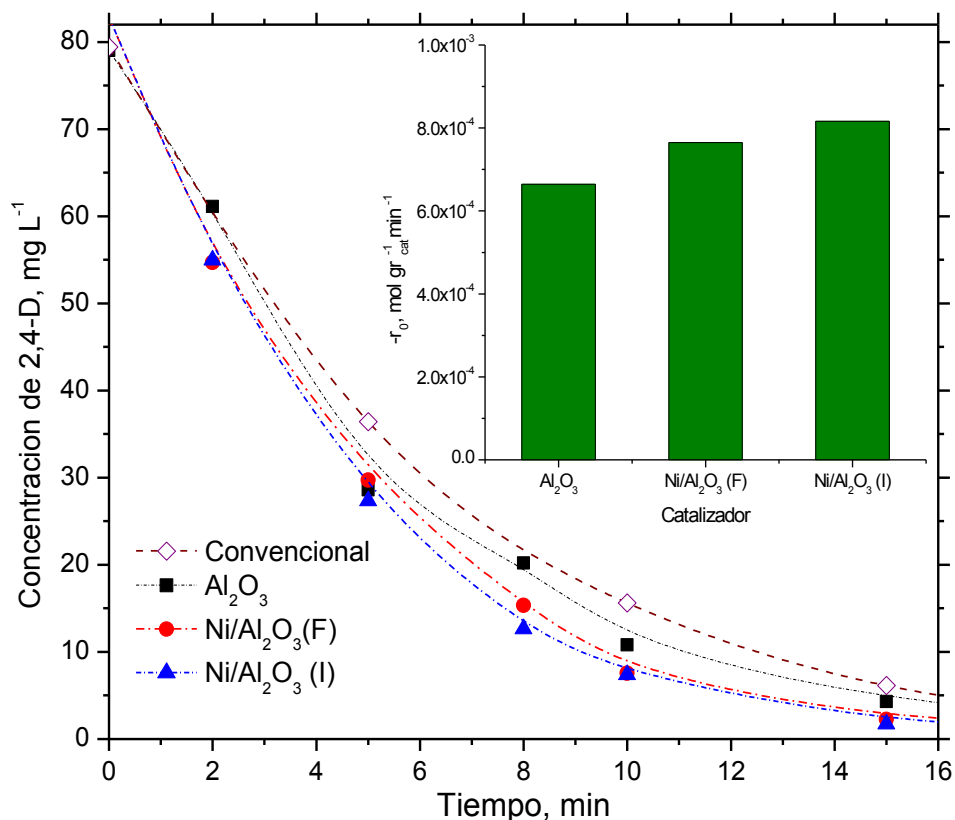 Concentracion de 2,4-D, mg L⁻¹
80
70
60
50
40
30
20
10
0
0 2 4 6 8 10 12 14 16
Tiempo, min
Convencional
Al₂O₃
Ni/Al₂O₃(F)
Ni/Al₂O₃ (I)
-r₀, mol gr⁻¹cat min⁻¹
1.0x10⁻³
8.0x10⁻⁴
6.0x10⁻⁴
4.0x10⁻⁴
2.0x10⁻⁴
0.0
Al₂O₃ Ni/Al₂O₃ (F) Ni/Al₂O₃ (I)
Catalizador